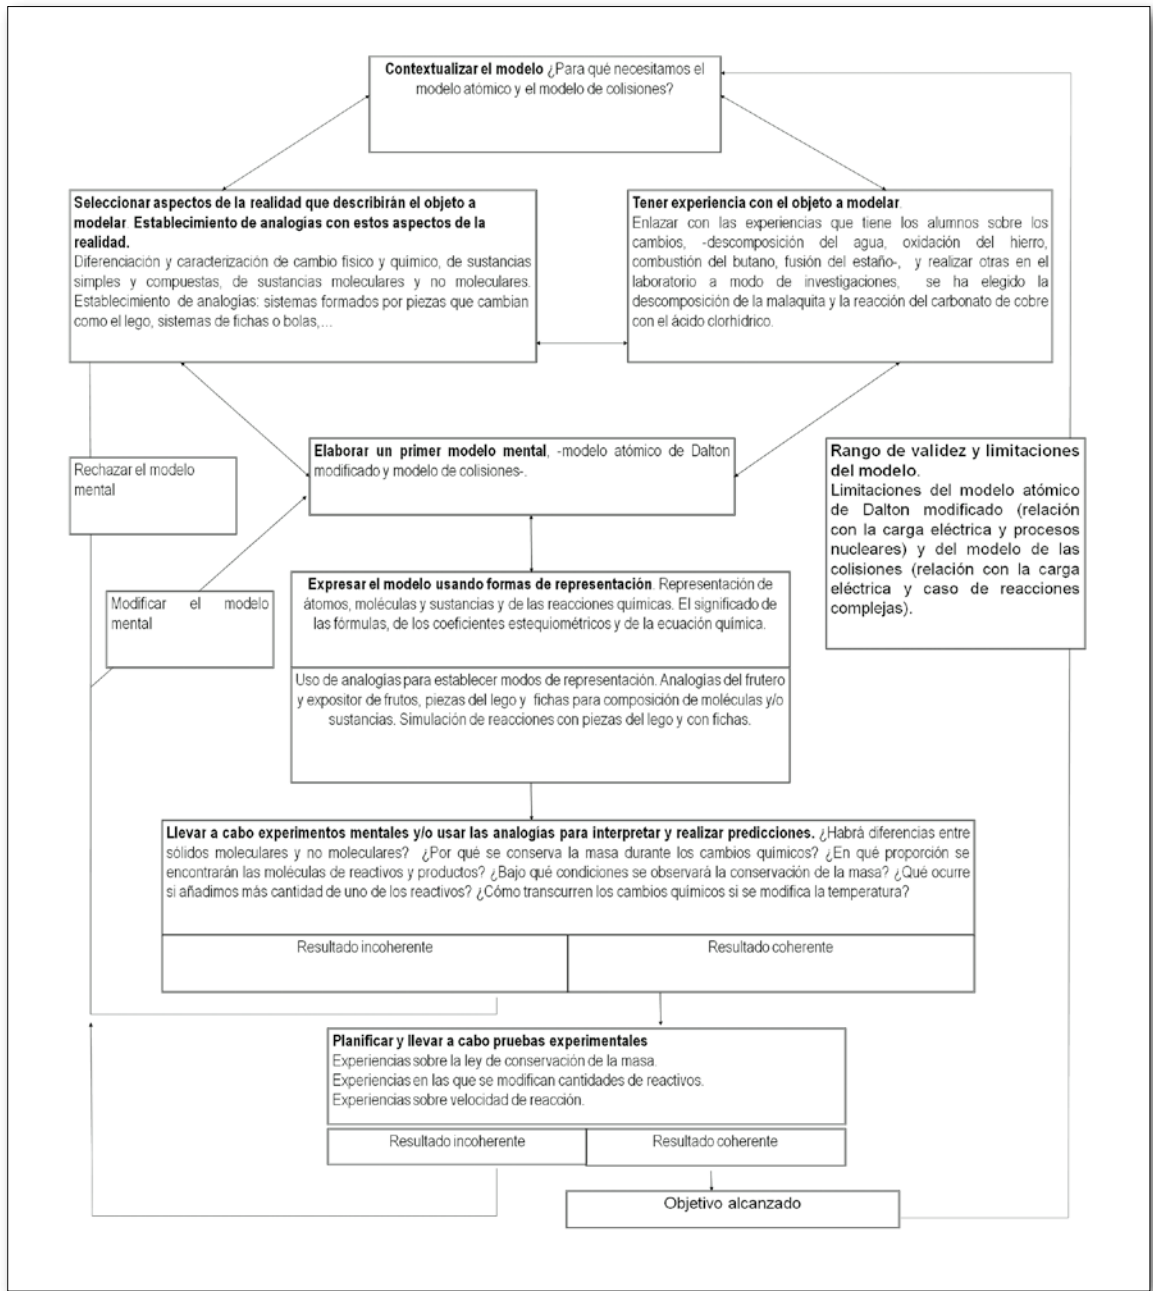 Contextualizar el modelo ¿Para qué necesitamos el
modelo atómico y el modelo de colisiones?
Seleccionar aspectos de la realidad que describirán el objeto a
modelar. Establecimiento de analogías con estos aspectos de la
realidad.
Diferenciación y caracterización de cambio físico y químico, de sustancias
simples y compuestas, de sustancias moleculares y no moleculares.
Establecimiento de analogías: sistemas formados por piezas que cambian
como el lego, sistemas de fichas o bolas,...
Tener experiencia con el objeto a modelar.
Enlazar con las experiencias que tiene los alumnos sobre los
cambios, -descomposición del agua, oxidación del hierro,
combustión del butano, fusión del estaño-, y realizar otras en el
laboratorio a modo de investigaciones, se ha elegido la
descomposición de la malaquita y la reacción del carbonato de cobre
con el ácido clorhídrico.
Elaborar un primer modelo mental, -modelo atómico de Dalton
modificado y modelo de colisiones-.
Rechazar el modelo
mental
Rango de validez y limitaciones
del modelo.
Limitaciones del modelo atómico
de Dalton modificado (relación
con la carga eléctrica y procesos
nucleares) y del modelo de las
colisiones (relación con la carga
eléctrica y caso de reacciones
complejas).
Modificar el modelo
mental
Expresar el modelo usando formas de representación. Representación de
átomos, moléculas y sustancias y de las reacciones químicas. El significado de
las fórmulas, de los coeficientes estequiométricos y de la ecuación química.
Uso de analogías para establecer modos de representación. Analogías del frutero
y expositor de frutos, piezas del lego y fichas para composición de moléculas y/o
sustancias. Simulación de reacciones con piezas del lego y con fichas.
Llevar a cabo experimentos mentales y/o usar las analogías para interpretar y realizar predicciones. ¿Habrá diferencias entre
sólidos moleculares y no moleculares? ¿Por qué se conserva la masa durante los cambios químicos? ¿En qué proporción se
encontrarán las moléculas de reactivos y productos? ¿Bajo qué condiciones se observará la conservación de la masa? ¿Qué ocurre
si añadimos más cantidad de uno de los reactivos? ¿Cómo transcurren los cambios químicos si se modifica la temperatura?
Resultado incoherente
Resultado coherente
Planificar y llevar a cabo pruebas experimentales
Experiencias sobre la ley de conservación de la masa.
Experiencias en las que se modifican cantidades de reactivos.
Experiencias sobre velocidad de reacción.
Resultado incoherente
Resultado coherente
Objetivo alcanzado